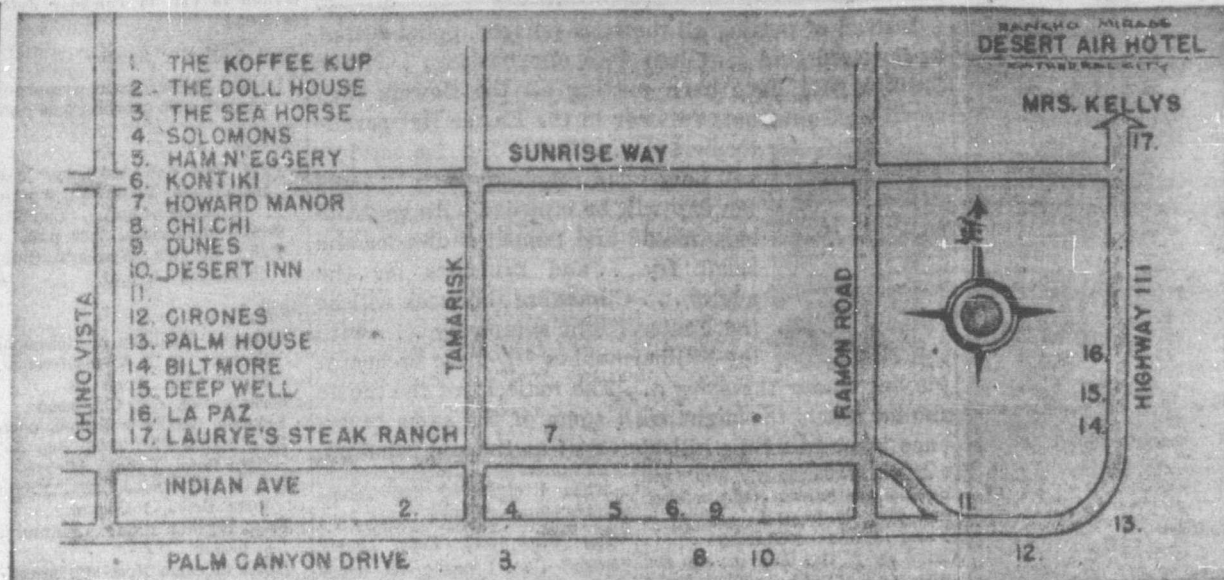 RANCHO MIRAGE
DESERT AIR HOTEL
CATHEDRAL CITY
MRS. KELLYS
17.
1. THE KOFFEE KUP
2. THE DOLL HOUSE
3. THE SEA HORSE
4. SOLOMONS
5. HAM N' EGGERY
6. KONTIKI
7. HOWARD MANOR
8. CHI CHI
9. DUNES
10. DESERT INN
11.
12. CIRONES
13. PALM HOUSE
14. BILTMORE
15. DEEP WELL
16. LA PAZ
17. LAURYE'S STEAK RANCH
SUNRISE WAY
CHINO VISTA
TAMARISK
RAMON ROAD
HIGHWAY 111
16.
15.
14.
7
INDIAN AVE
1
2.
4.
5.
6.
9
11.
13.
PALM CANYON DRIVE
3.
8.
10.
12.